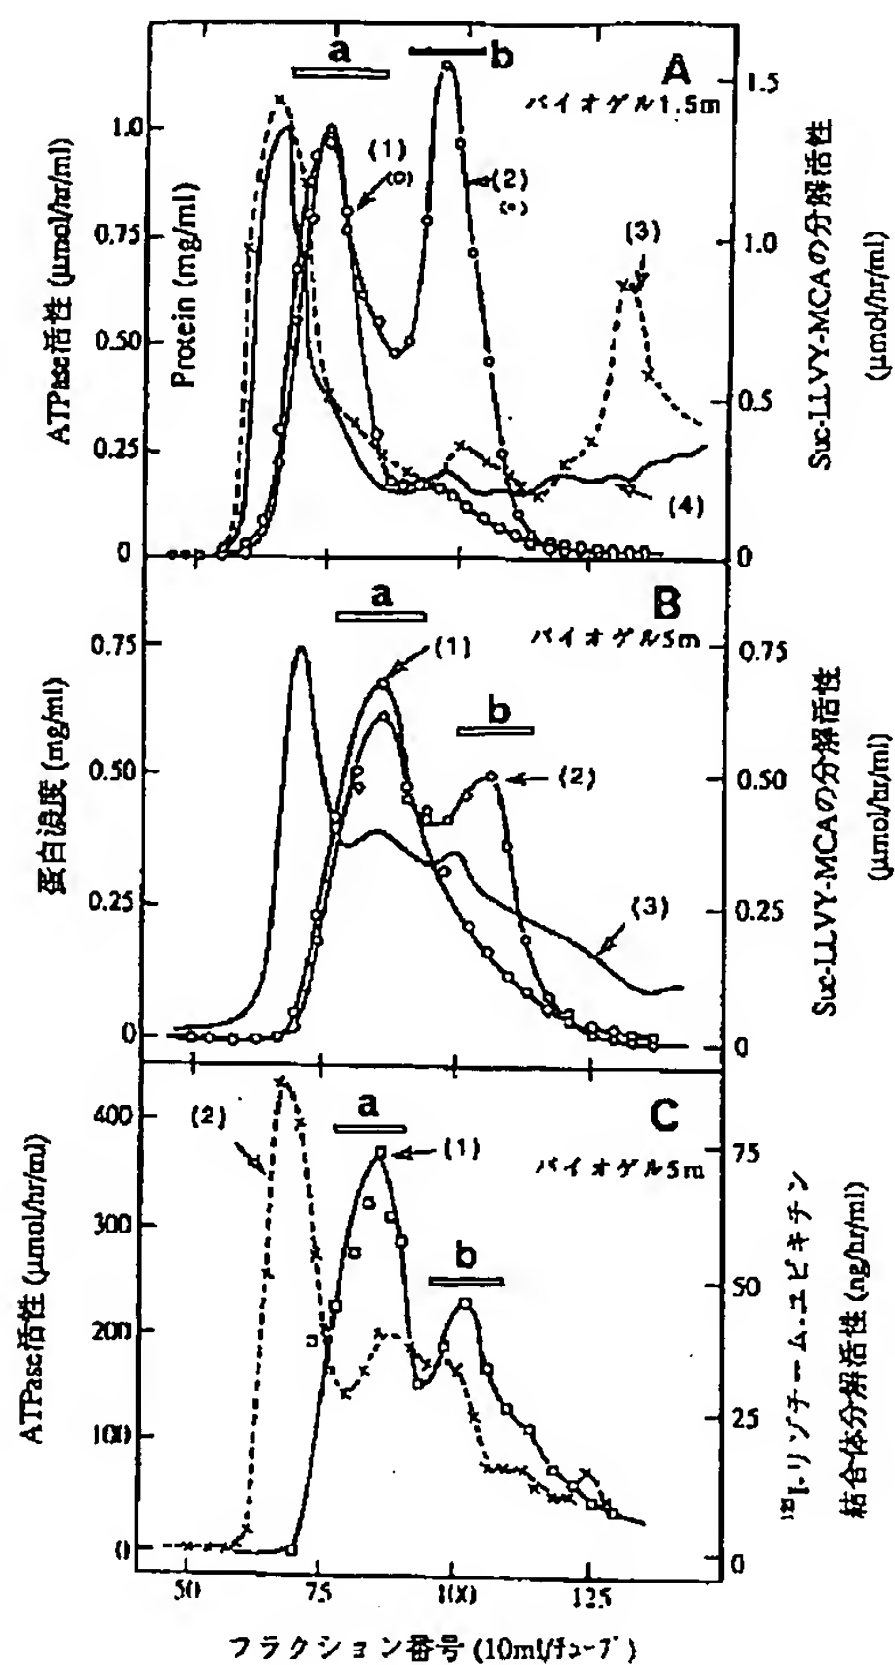 a
b
A
バイオゲル1.5m
(1)
(2)
(3)
(4)
1.0
0.75
0.50
0.25
0
1.5
1.0
0.5
0
ATPase活性 (μmol/hr/ml)
Protein (mg/ml)
Suc-LLVY-MCAの分解活性
(μmol/hr/ml)
a
B
バイオゲル5m
(1)
b
(2)
(3)
0.75
0.50
0.25
0
0.75
0.50
0.25
0
蛋白濃度 (mg/ml)
Suc-LLVY-MCAの分解活性
(μmol/hr/ml)
(2)
a
C
(1)
バイオゲル5m
b
400
300
200
100
0
75
50
25
0
ATPase活性 (μmol/hr/ml)
125I-リゾチーム-ユビキチン
結合体分解活性 (ng/hr/ml)
50
75
100
125
フラクション番号 (10ml/チューブ)